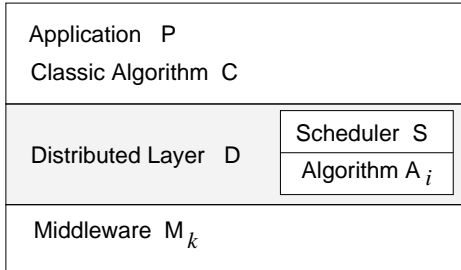 Application P
Classic Algorithm C
Distributed Layer D
Scheduler S
Algorithm A i
Middleware M k